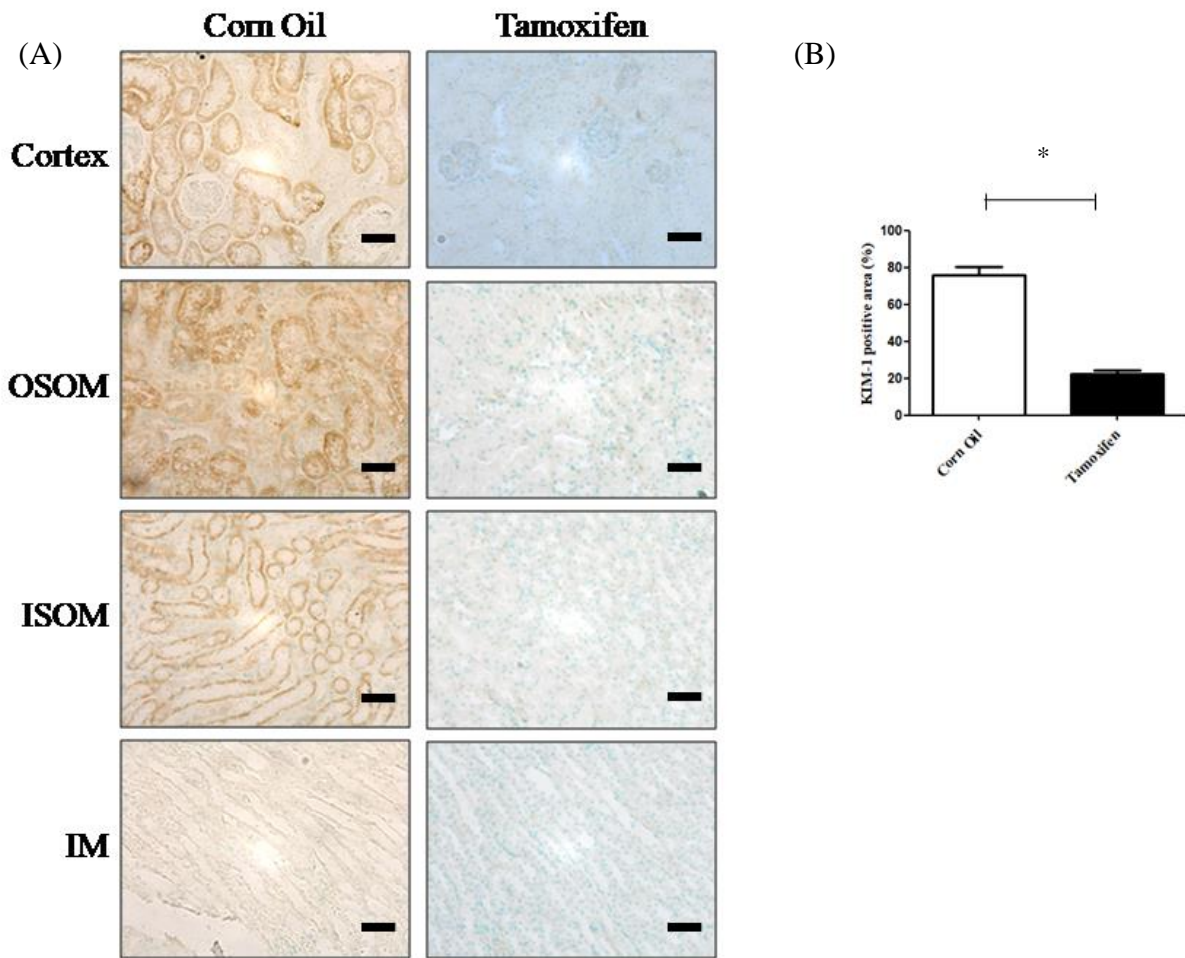 Corn Oil Tamoxifen
(A)
(B)
Cortex
OSOM
ISOM
IM
*
KIM-1 positive area (%)
100
80
60
40
20
0
Corn Oil
Tamoxifen